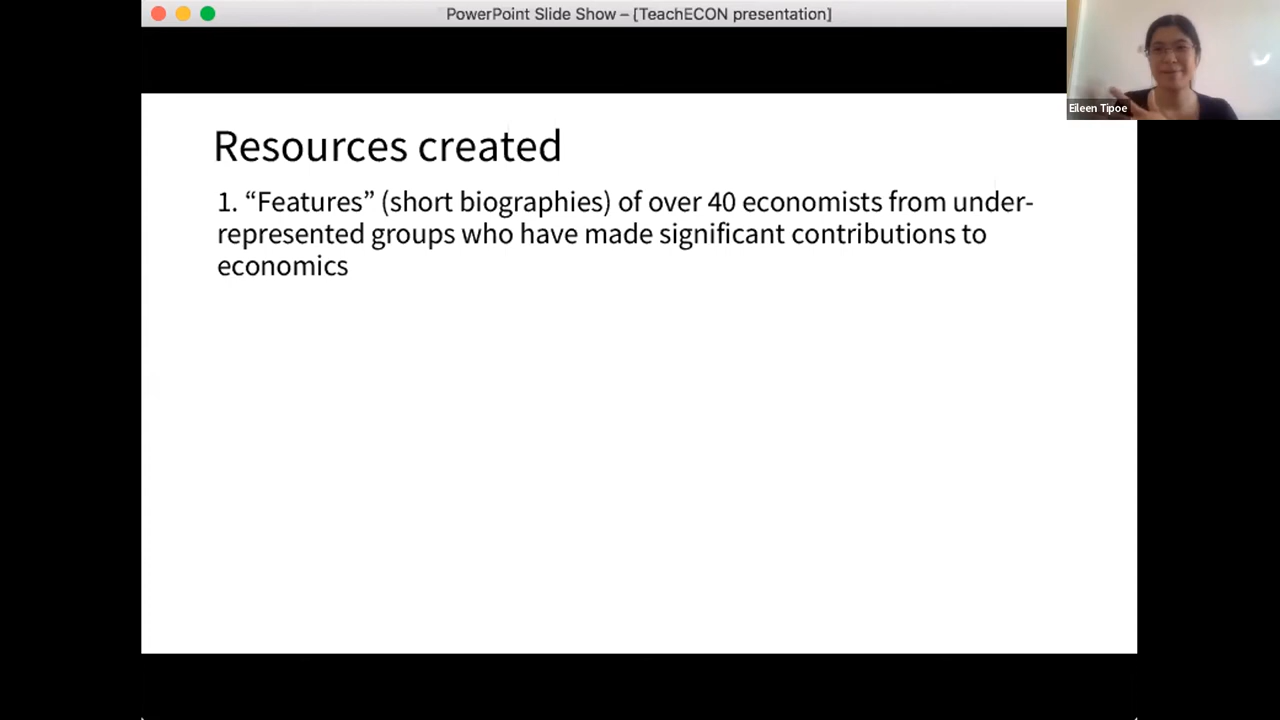 PowerPoint Slide Show – [TeachECON presentation]
Eileen Tipoe
Resources created
1. “Features” (short biographies) of over 40 economists from under-
represented groups who have made significant contributions to
economics